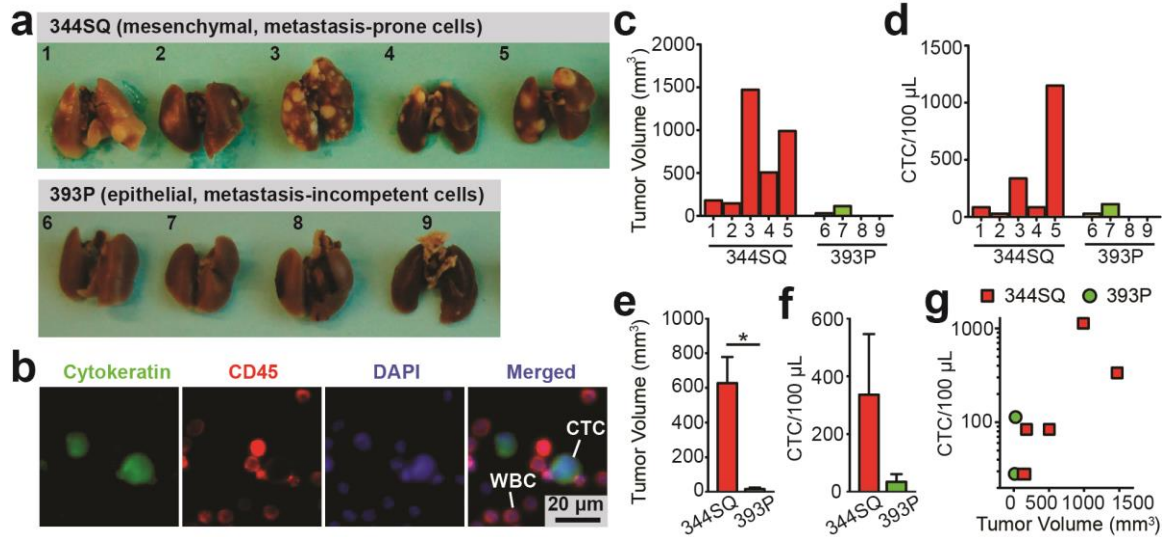 a
344SQ (mesenchymal, metastasis-prone cells)
1 2 3 4 5
393P (epithelial, metastasis-incompetent cells)
6 7 8 9
b
Cytokeratin CD45 DAPI Merged
CTC
WBC
20 μm
c
Tumor Volume (mm³)
2000
1500
1000
500
0
1 2 3 4 5 6 7 8 9
344SQ 393P
d
CTC/100 μL
1500
1000
500
0
1 2 3 4 5 6 7 8 9
344SQ 393P
e
Tumor Volume (mm³)
1000
800
600
400
200
0
*
344SQ 393P
f
CTC/100 μL
600
400
200
0
344SQ 393P
g
344SQ 393P
CTC/100 μL
1000
100
0 500 1000 1500
Tumor Volume (mm³)